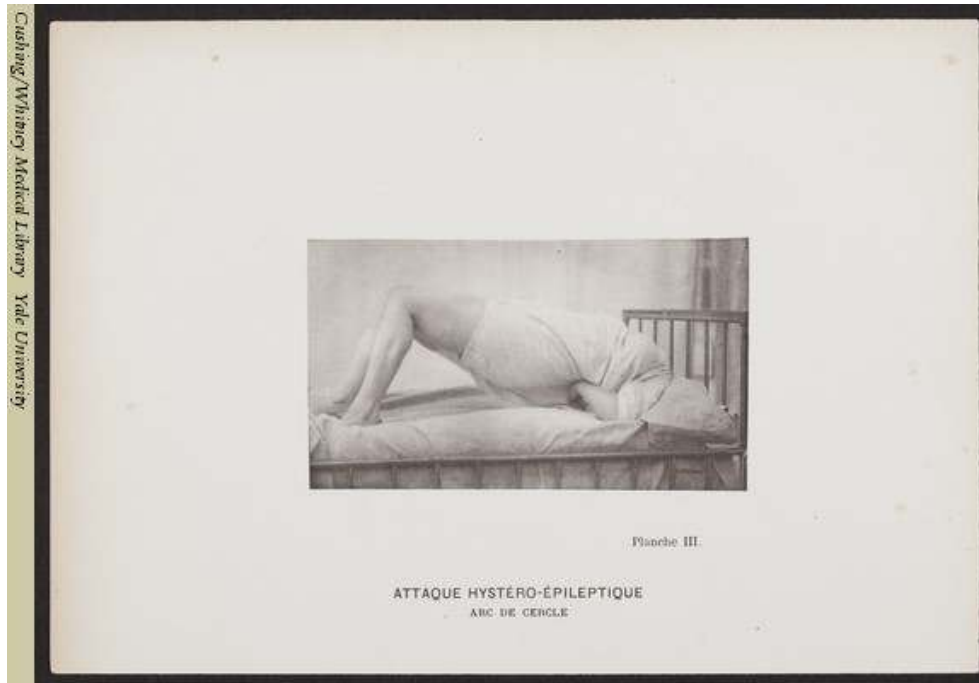 Cushing/Whitney Medical Library Yale University
Planche III.
ATTAQUE HYSTÉRO-ÉPILEPTIQUE
ARC DE CERCLE